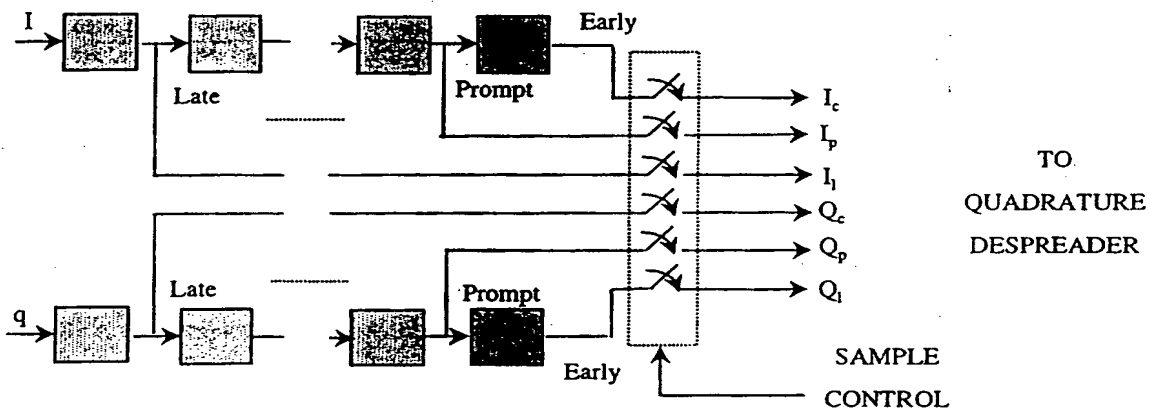 I
Early
Late
Prompt
I_c
I_p
I_l
Q_c
Q_p
Q_l
TO
QUADRATURE
DESPREADER
q
Late
Prompt
Early
SAMPLE
CONTROL